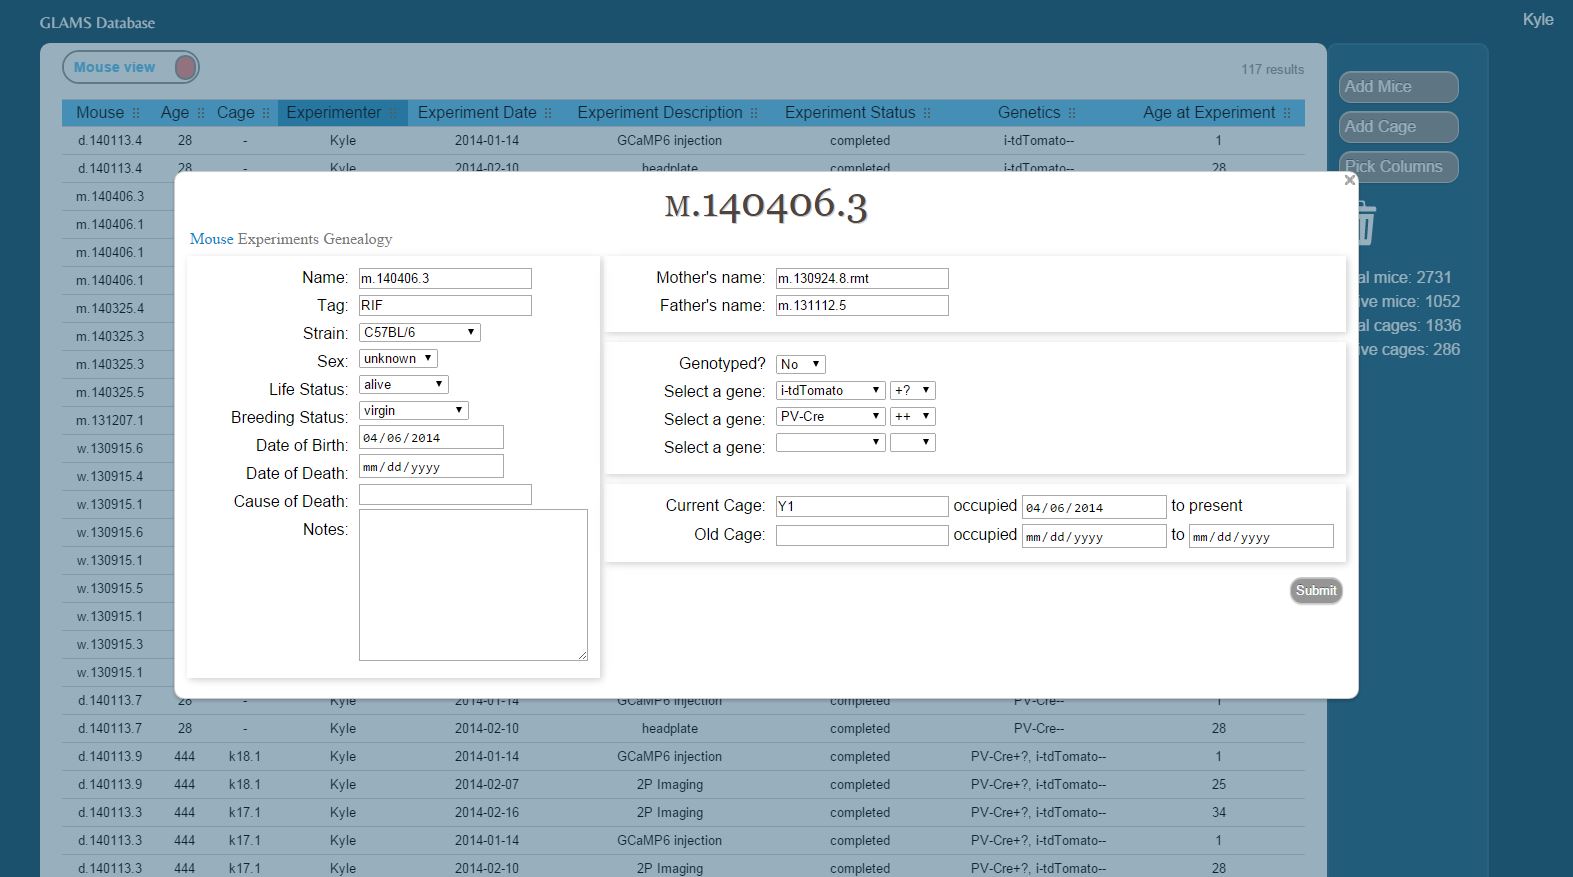 GLAMS Database
Kyle
Mouse view
117 results
Mouse Age Cage Experimenter Experiment Date Experiment Description Experiment Status Genetics Age at Experiment
d.140113.4 28 - Kyle 2014-01-14 GCaMP6 injection completed i-tdTomato-- 1
d.140113.4 28 - Kyle 2014-02-10 headplate completed i-tdTomato-- 28
m.140406.3
m.140406.1
m.140406.1
m.140406.1
m.140325.4
m.140325.3
m.140325.3
m.140325.5
m.131207.1
w.130915.6
w.130915.4
w.130915.1
w.130915.6
w.130915.1
w.130915.5
w.130915.1
w.130915.3
w.130915.1
d.140113.7 28 - Kyle 2014-01-14 GCaMP6 injection completed PV-Cre-- 1
d.140113.7 28 - Kyle 2014-02-10 headplate completed PV-Cre-- 28
d.140113.9 444 k18.1 Kyle 2014-01-14 GCaMP6 injection completed PV-Cre+?, i-tdTomato-- 1
d.140113.9 444 k18.1 Kyle 2014-02-07 2P Imaging completed PV-Cre+?, i-tdTomato-- 25
d.140113.3 444 k17.1 Kyle 2014-02-16 2P Imaging completed PV-Cre+?, i-tdTomato-- 34
d.140113.3 444 k17.1 Kyle 2014-01-14 GCaMP6 injection completed PV-Cre+?, i-tdTomato-- 1
d.140113.3 444 k17.1 Kyle 2014-02-10 2P Imaging completed PV-Cre+?, i-tdTomato-- 28
M.140406.3
Mouse Experiments Genealogy
Name: m.140406.3
Tag: RIF
Strain: C57BL/6
Sex: unknown
Life Status: alive
Breeding Status: virgin
Date of Birth: 04/06/2014
Date of Death: mm/dd/yyyy
Cause of Death:
Notes:
Mother's name: m.130924.8.rmt
Father's name: m.131112.5
Genotyped? No
Select a gene: i-tdTomato +?
Select a gene: PV-Cre ++
Select a gene:
Current Cage: Y1 occupied 04/06/2014 to present
Old Cage: occupied mm/dd/yyyy to mm/dd/yyyy
Submit
Add Mice
Add Cage
Pick Columns
al mice: 2731
ive mice: 1052
al cages: 1836
ive cages: 286